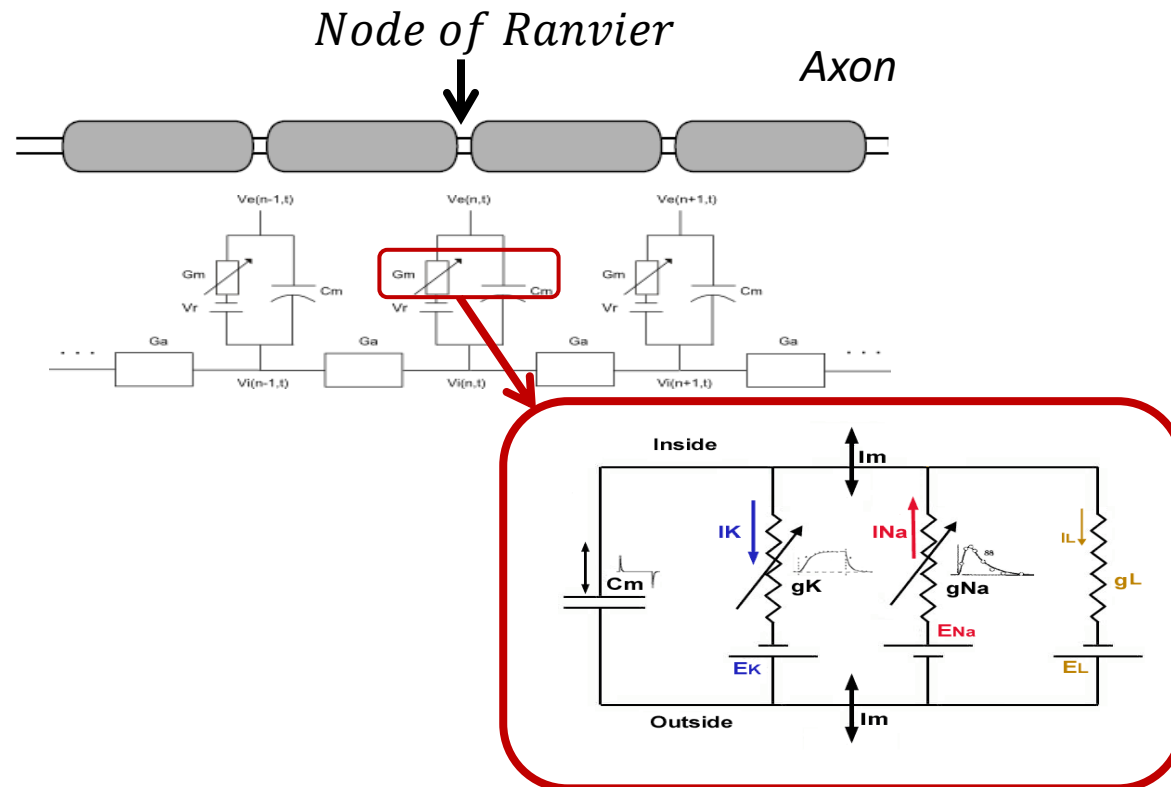 Node of Ranvier
Axon
Ve(n-1,t)
Ve(n,t)
Ve(n+1,t)
Gm
Cm
Gm
Cm
Gm
Cm
Vr
Vr
Vr
Ga
Ga
Ga
Ga
. . .
. . .
Vi(n-1,t)
Vi(n,t)
Vi(n+1,t)
Inside
Im
IK
INa
IL
Cm
gK
gNa
gL
ENa
EK
EL
Outside
Im